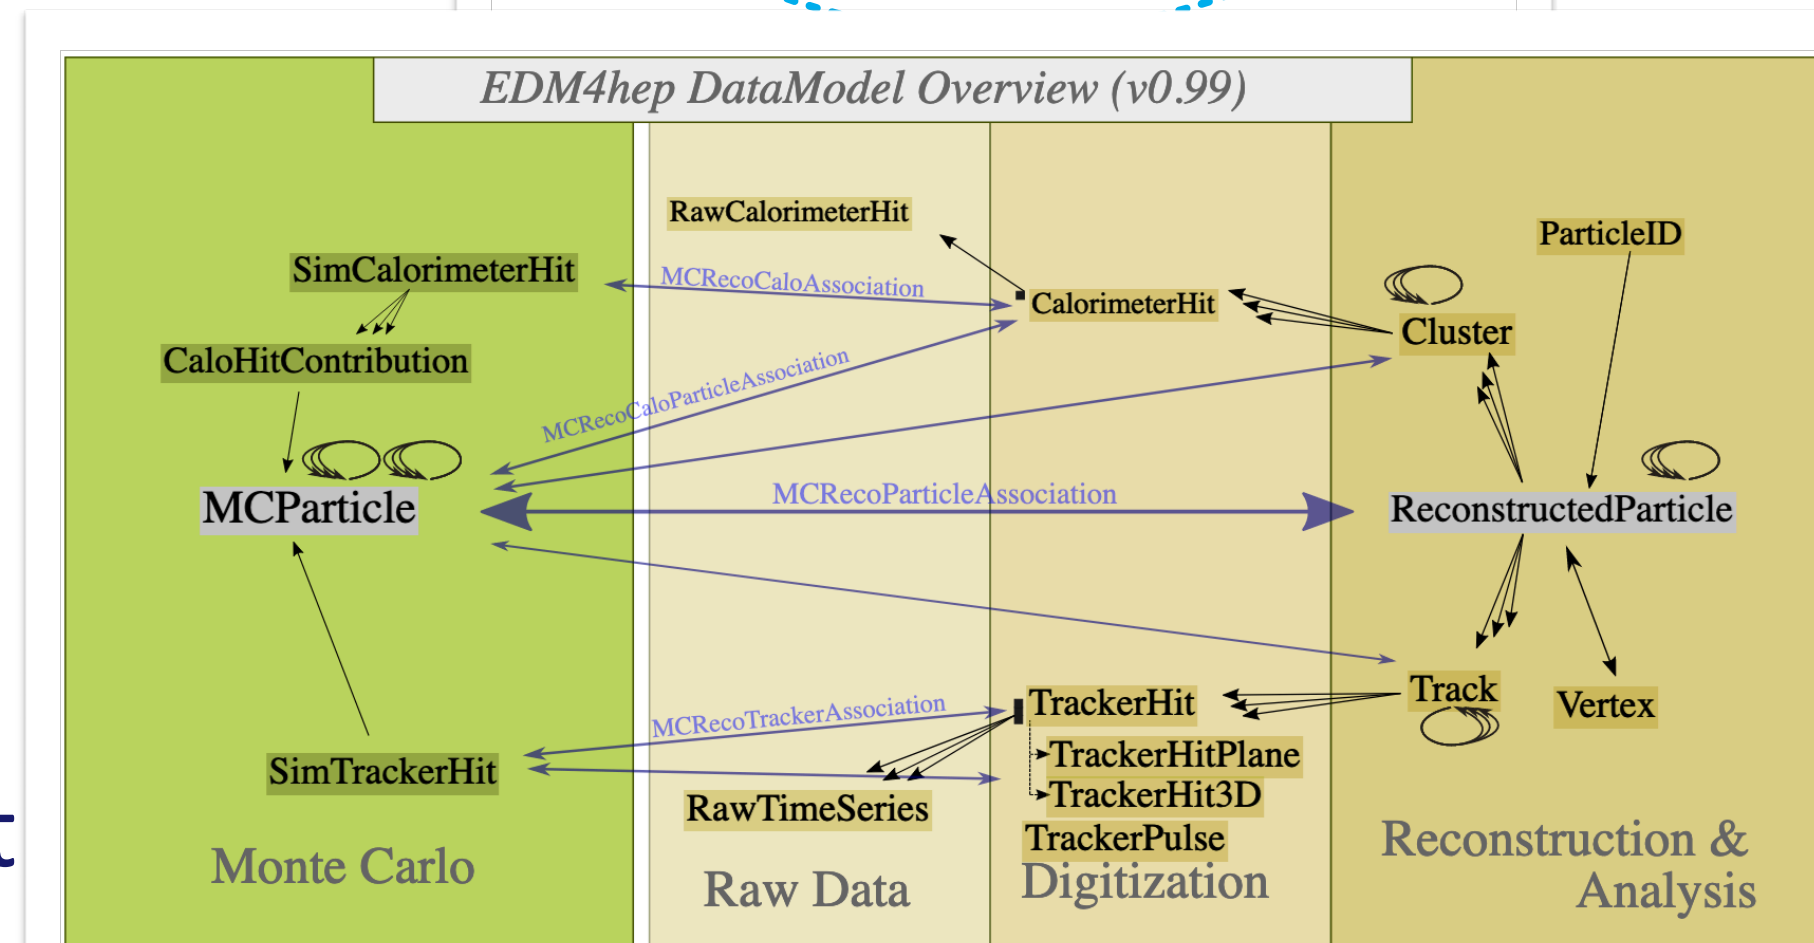 EDM4hep DataModel Overview (v0.99)
RawCalorimeterHit
ParticleID
SimCalorimeterHit
MCRecoCaloAssociation
CalorimeterHit
Cluster
CaloHitContribution
MCRecoCaloParticleAssociation
MCParticle
MCRecoParticleAssociation
ReconstructedParticle
Track
Vertex
MCRecoTrackerAssociation
TrackerHit
TrackerHitPlane
SimTrackerHit
TrackerHit3D
RawTimeSeries
TrackerPulse
t
Monte Carlo
Raw Data
Digitization
Reconstruction &
Analysis